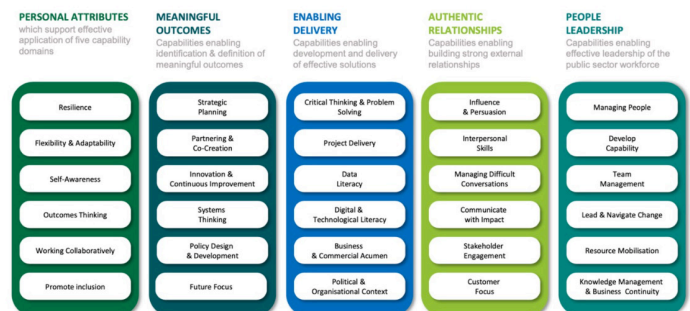 PERSONAL ATTRIBUTES
which support effective
application of five capability
domains
Resilience
Flexibility & Adaptability
Self-Awareness
Outcomes Thinking
Working Collaboratively
Promote inclusion
MEANINGFUL
OUTCOMES
Capabilities enabling
identification & definition of
meaningful outcomes
Strategic
Planning
Partnering &
Co-Creation
Innovation &
Continuous Improvement
Systems
Thinking
Policy Design
& Development
Future Focus
ENABLING
DELIVERY
Capabilities enabling
development and delivery
of effective solutions
Critical Thinking & Problem
Solving
Project Delivery
Data
Literacy
Digital &
Technological Literacy
Business
& Commercial Acumen
Political &
Organisational Context
AUTHENTIC
RELATIONSHIPS
Capabilities enabling
building strong external
relationships
Influence
& Persuasion
Interpersonal
Skills
Managing Difficult
Conversations
Communicate
with Impact
Stakeholder
Engagement
Customer
Focus
PEOPLE
LEADERSHIP
Capabilities enabling
effective leadership of the
public sector workforce
Managing People
Develop
Capability
Team
Management
Lead & Navigate Change
Resource Mobilisation
Knowledge Management
& Business Continuity